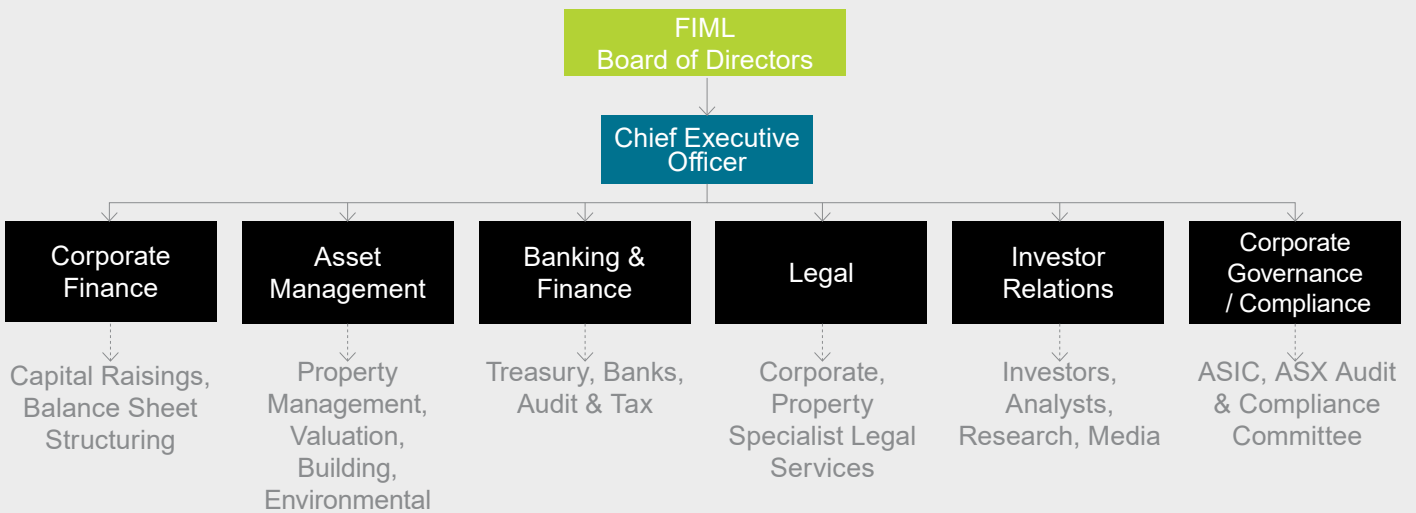 FIML
Board of Directors
Chief Executive
Officer
Corporate
Finance
Asset
Management
Banking &
Finance
Legal
Investor
Relations
Corporate
Governance
/ Compliance
Capital Raisings,
Balance Sheet
Structuring
Property
Management,
Valuation,
Building,
Environmental
Treasury, Banks,
Audit & Tax
Corporate,
Property
Specialist Legal
Services
Investors,
Analysts,
Research, Media
ASIC, ASX Audit
& Compliance
Committee